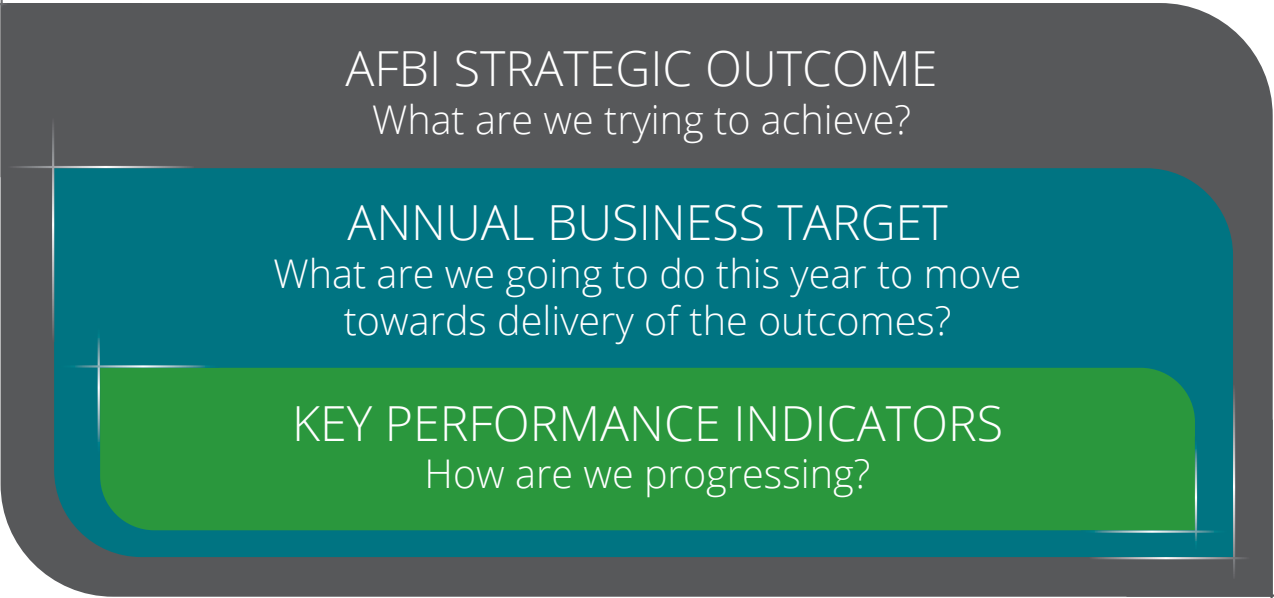 AFBI STRATEGIC OUTCOME
What are we trying to achieve?
ANNUAL BUSINESS TARGET
What are we going to do this year to move
towards delivery of the outcomes?
KEY PERFORMANCE INDICATORS
How are we progressing?